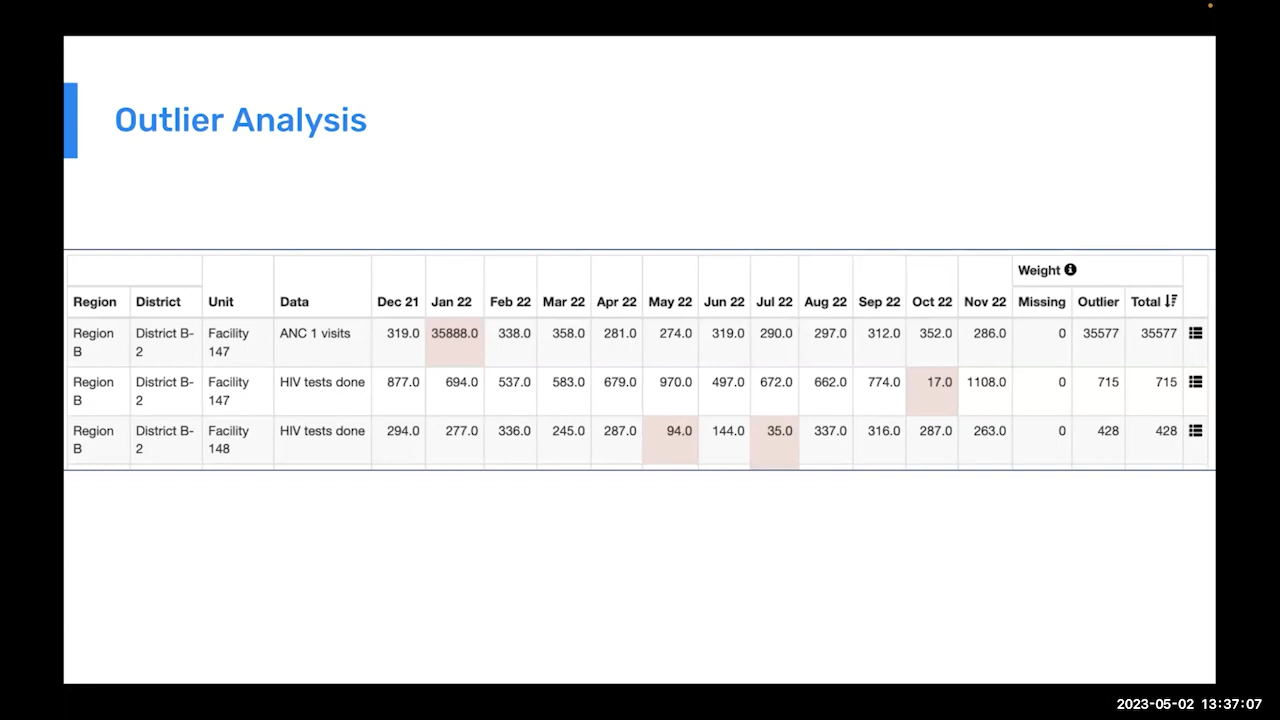 Outlier Analysis
Weight
Region District Unit Data Dec 21 Jan 22 Feb 22 Mar 22 Apr 22 May 22 Jun 22 Jul 22 Aug 22 Sep 22 Oct 22 Nov 22 Missing Outlier Total
Region District B- Facility ANC 1 visits 319.0 35888.0 338.0 358.0 281.0 274.0 319.0 290.0 297.0 312.0 352.0 286.0 0 35577 35577
B 2 147
Region District B- Facility HIV tests done 877.0 694.0 537.0 583.0 679.0 970.0 497.0 672.0 662.0 774.0 17.0 1108.0 0 715 715
B 2 147
Region District B- Facility HIV tests done 294.0 277.0 336.0 245.0 287.0 94.0 144.0 35.0 337.0 316.0 287.0 263.0 0 428 428
B 2 148
2023-05-02 13:37:07